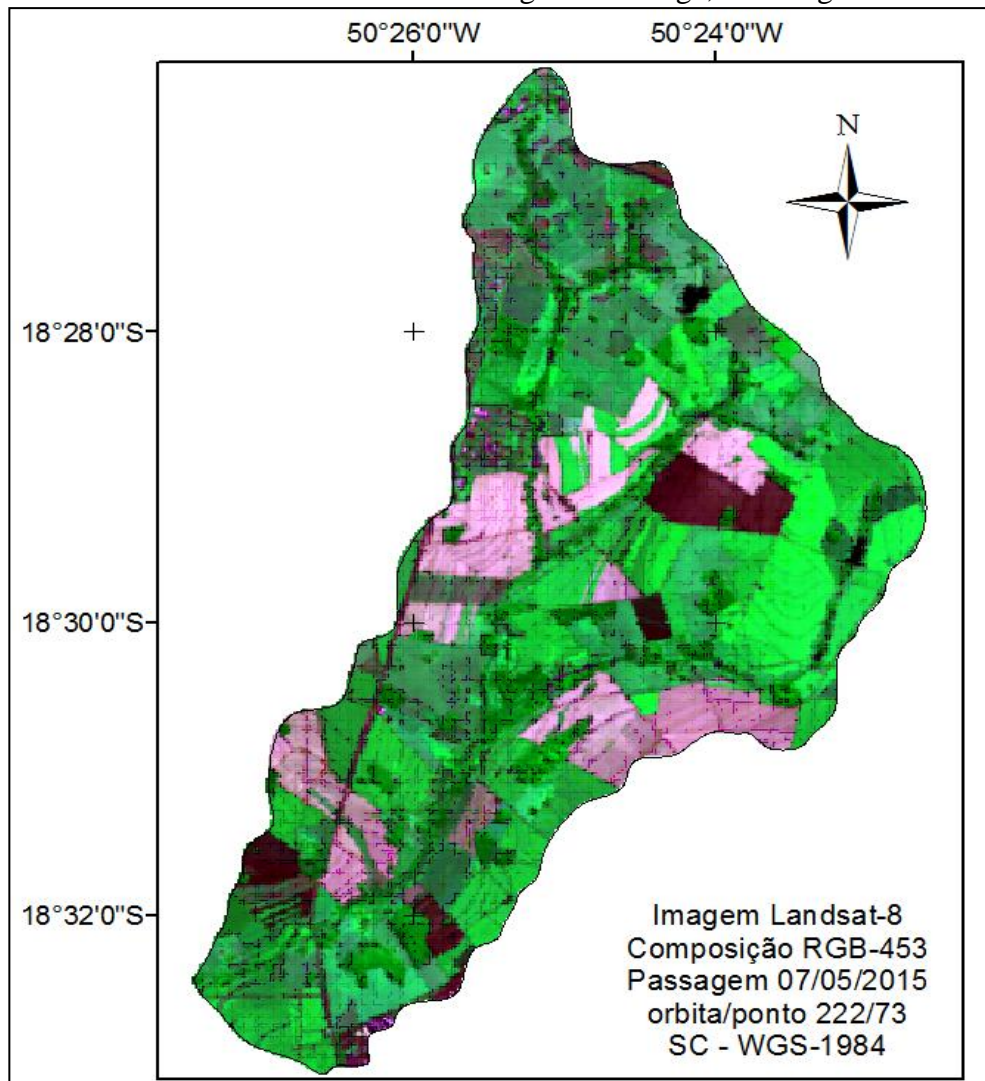 50°26'0"W 50°24'0"W
N
18°28'0"S
18°30'0"S
18°32'0"S
Imagem Landsat-8
Composição RGB-453
Passagem 07/05/2015
orbita/ponto 222/73
SC - WGS-1984